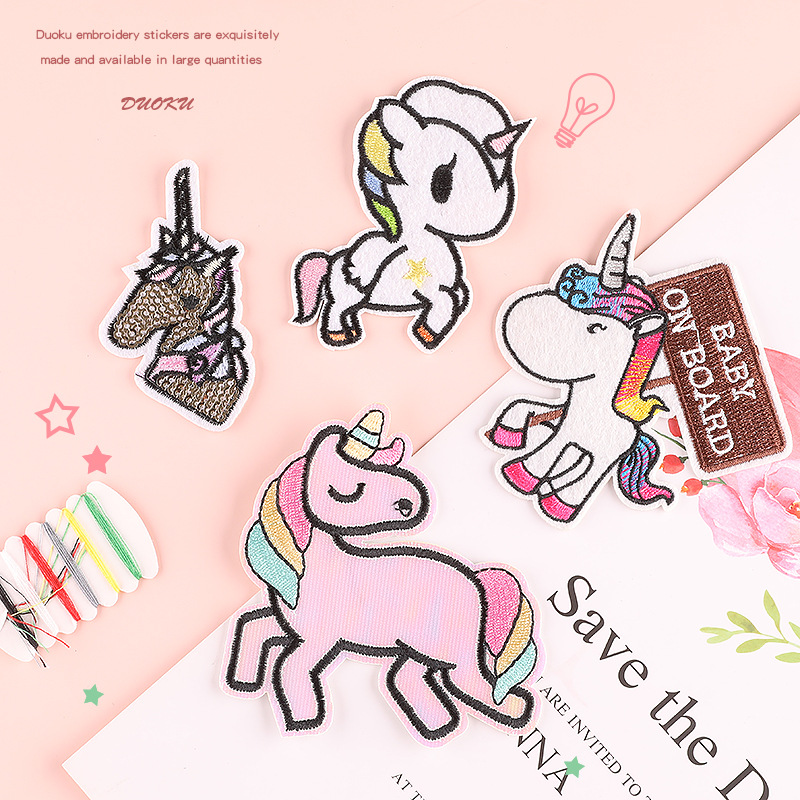 Duoku embroidery stickers are exquisitely
made and available in large quantities
DUOKU
BABY
ON BOARD
Save the D
ARE INVITED TO
NNA
AT T